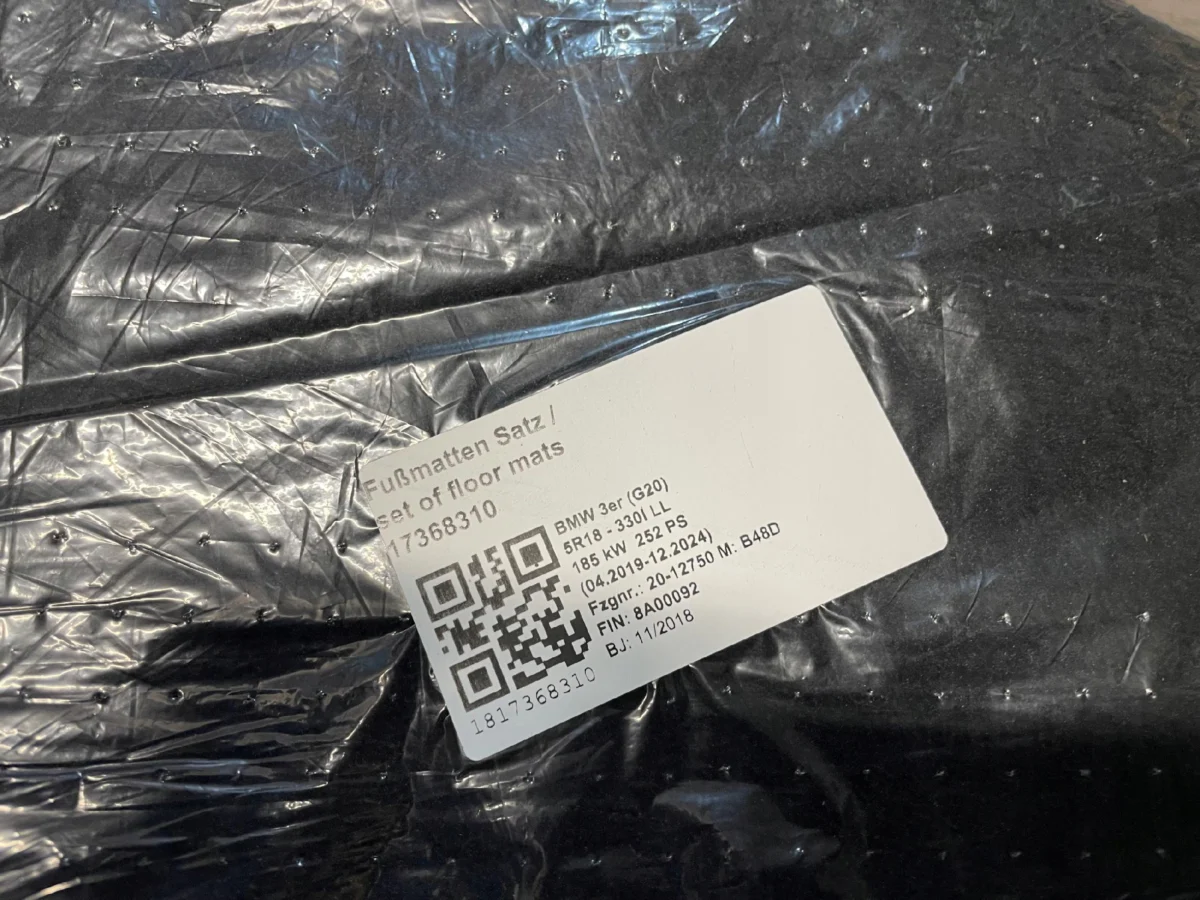 Fußmatten Satz /
set of floor mats
17368310
BMW 3er (G20)
5R18 - 330i LL
185 kW 252 PS
(04.2019-12.2024)
Fzgnr.: 20-12750 M: B48D
FIN: 8A00092
BJ: 11/2018
1817368310